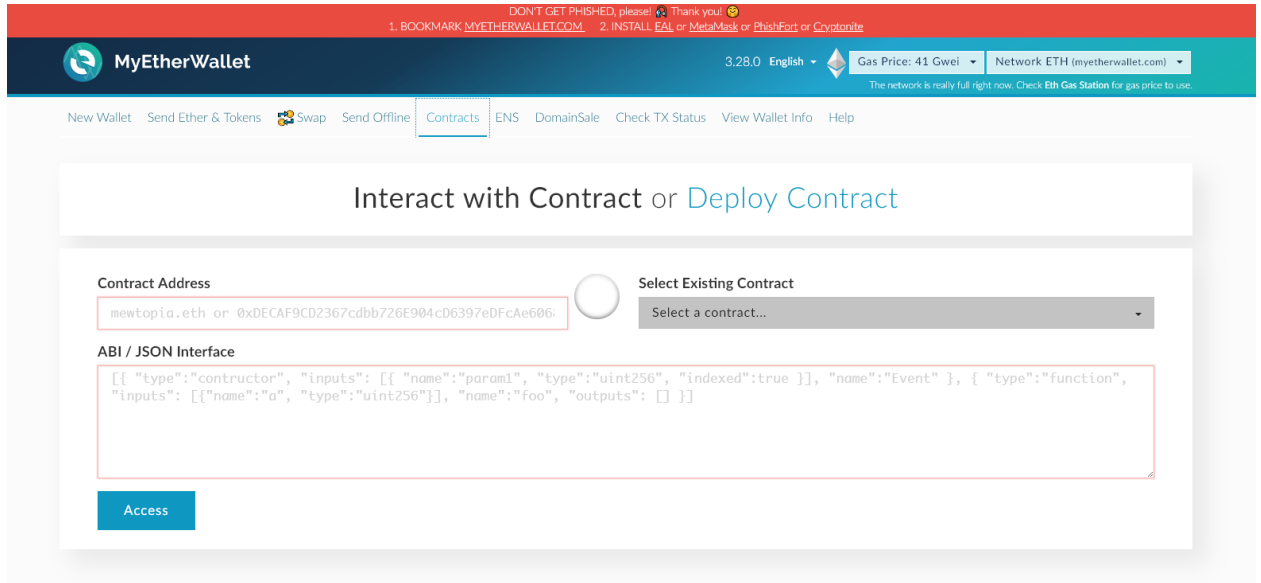 DON'T GET PHISHED, please! Thank you!
1. BOOKMARK MYETHERWALLET.COM 2. INSTALL EAL or MetaMask or PhishFort or Cryptonite
MyEtherWallet
3.28.0 English Gas Price: 41 Gwei Network ETH (myetherwallet.com)
The network is really full right now. Check Eth Gas Station for gas price to use.
New Wallet Send Ether & Tokens Swap Send Offline Contracts ENS DomainSale Check TX Status View Wallet Info Help
Interact with Contract or Deploy Contract
Contract Address
mewtopia.eth or 0xDECAF9CD2367cdbb726E904cD6397eDFcAe606
Select Existing Contract
Select a contract...
ABI / JSON Interface
[{ "type":"contructor", "inputs": [{ "name":"param1", "type":"uint256", "indexed":true }], "name":"Event" }, { "type":"function",
"inputs": [{"name":"a", "type":"uint256"}], "name":"foo", "outputs": [] }]
Access